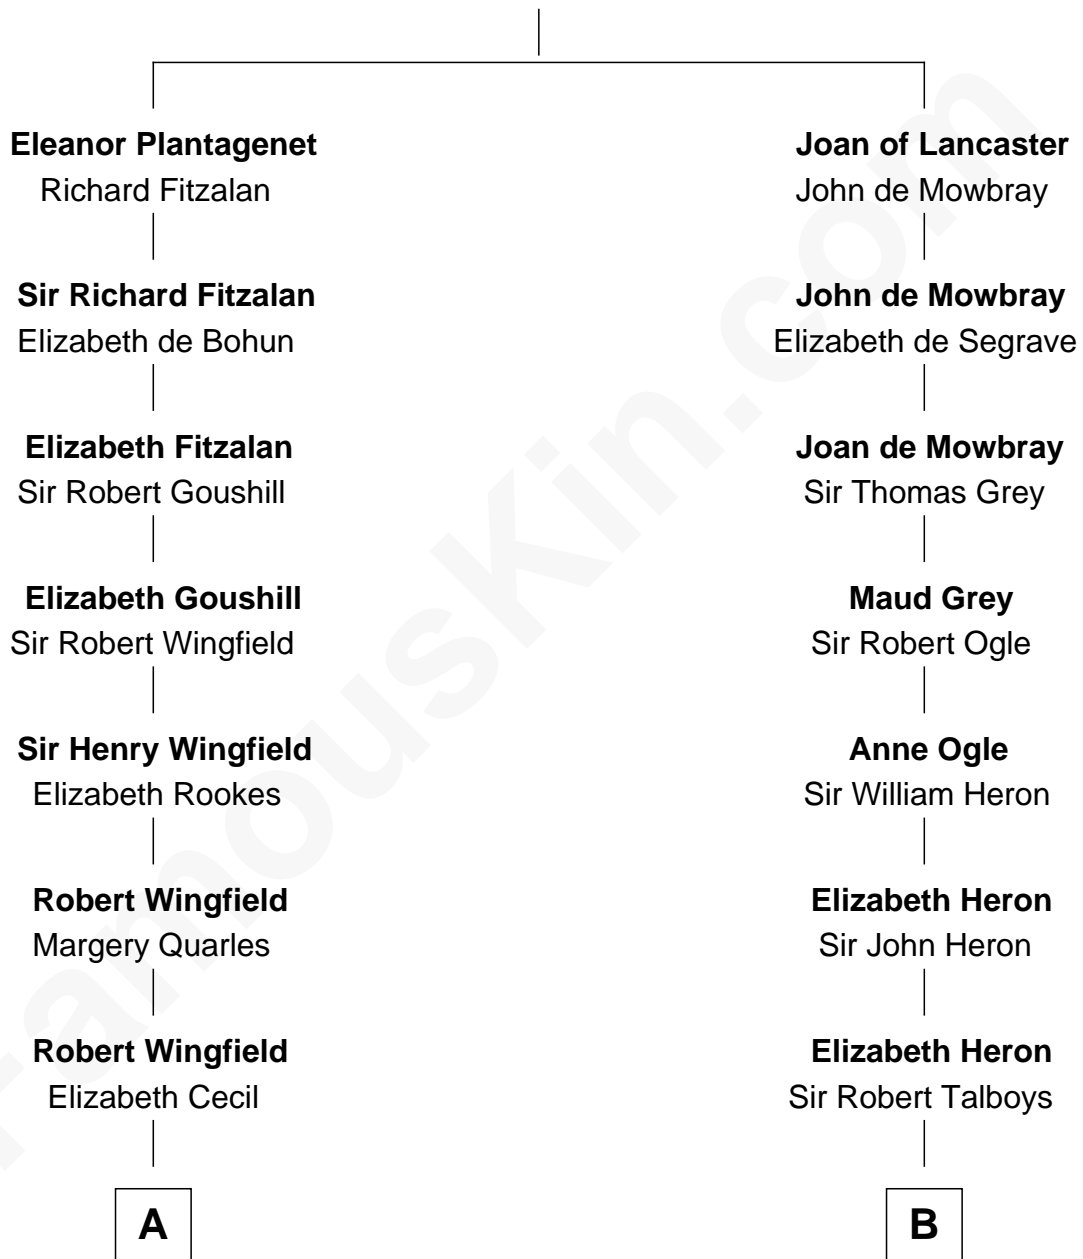 Eleanor Plantagenet
Richard Fitzalan
Sir Richard Fitzalan
Elizabeth de Bohun
Elizabeth Fitzalan
Sir Robert Goushill
Elizabeth Goushill
Sir Robert Wingfield
Sir Henry Wingfield
Elizabeth Rookes
Robert Wingfield
Margery Quarles
Robert Wingfield
Elizabeth Cecil
A
Joan of Lancaster
John de Mowbray
John de Mowbray
Elizabeth de Segrave
Joan de Mowbray
Sir Thomas Grey
Maud Grey
Sir Robert Ogle
Anne Ogle
Sir William Heron
Elizabeth Heron
Sir John Heron
Elizabeth Heron
Sir Robert Talboys
B
FamousKin.com